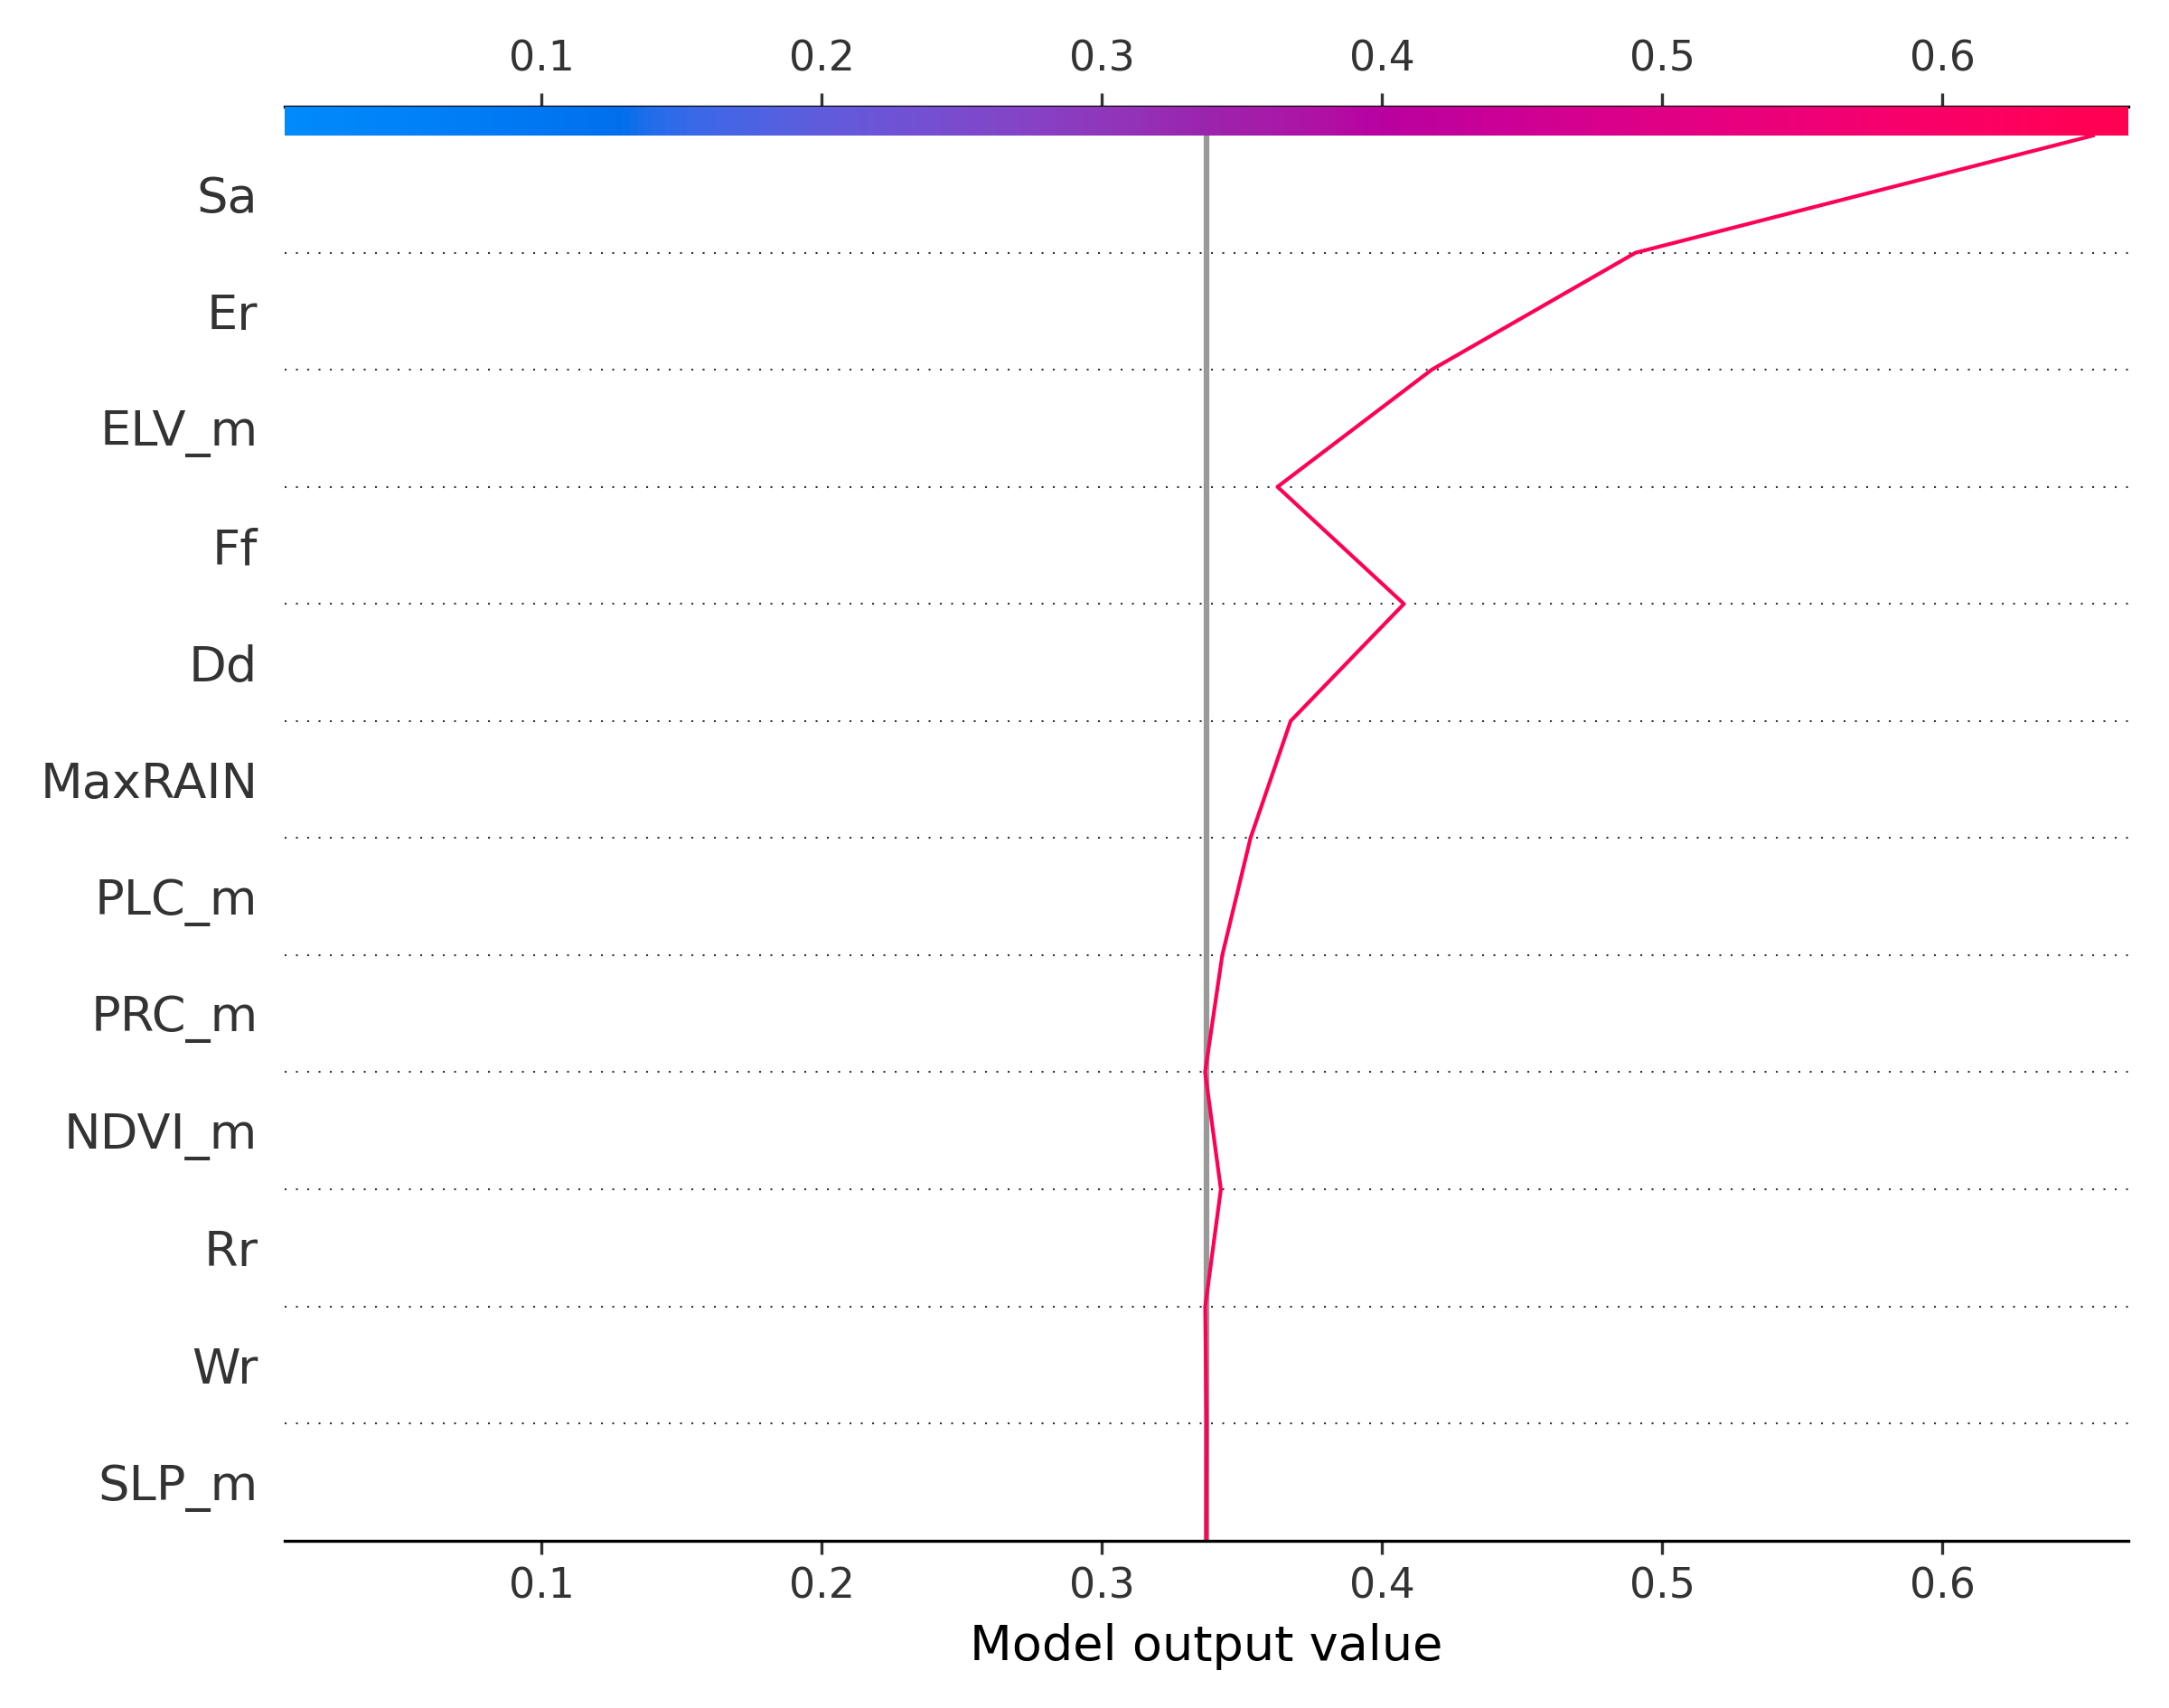 0.1 0.2 0.3 0.4 0.5 0.6
Sa
Er
ELV_m
Ff
Dd
MaxRAIN
PLC_m
PRC_m
NDVI_m
Rr
Wr
SLP_m
0.1 0.2 0.3 0.4 0.5 0.6
Model output value